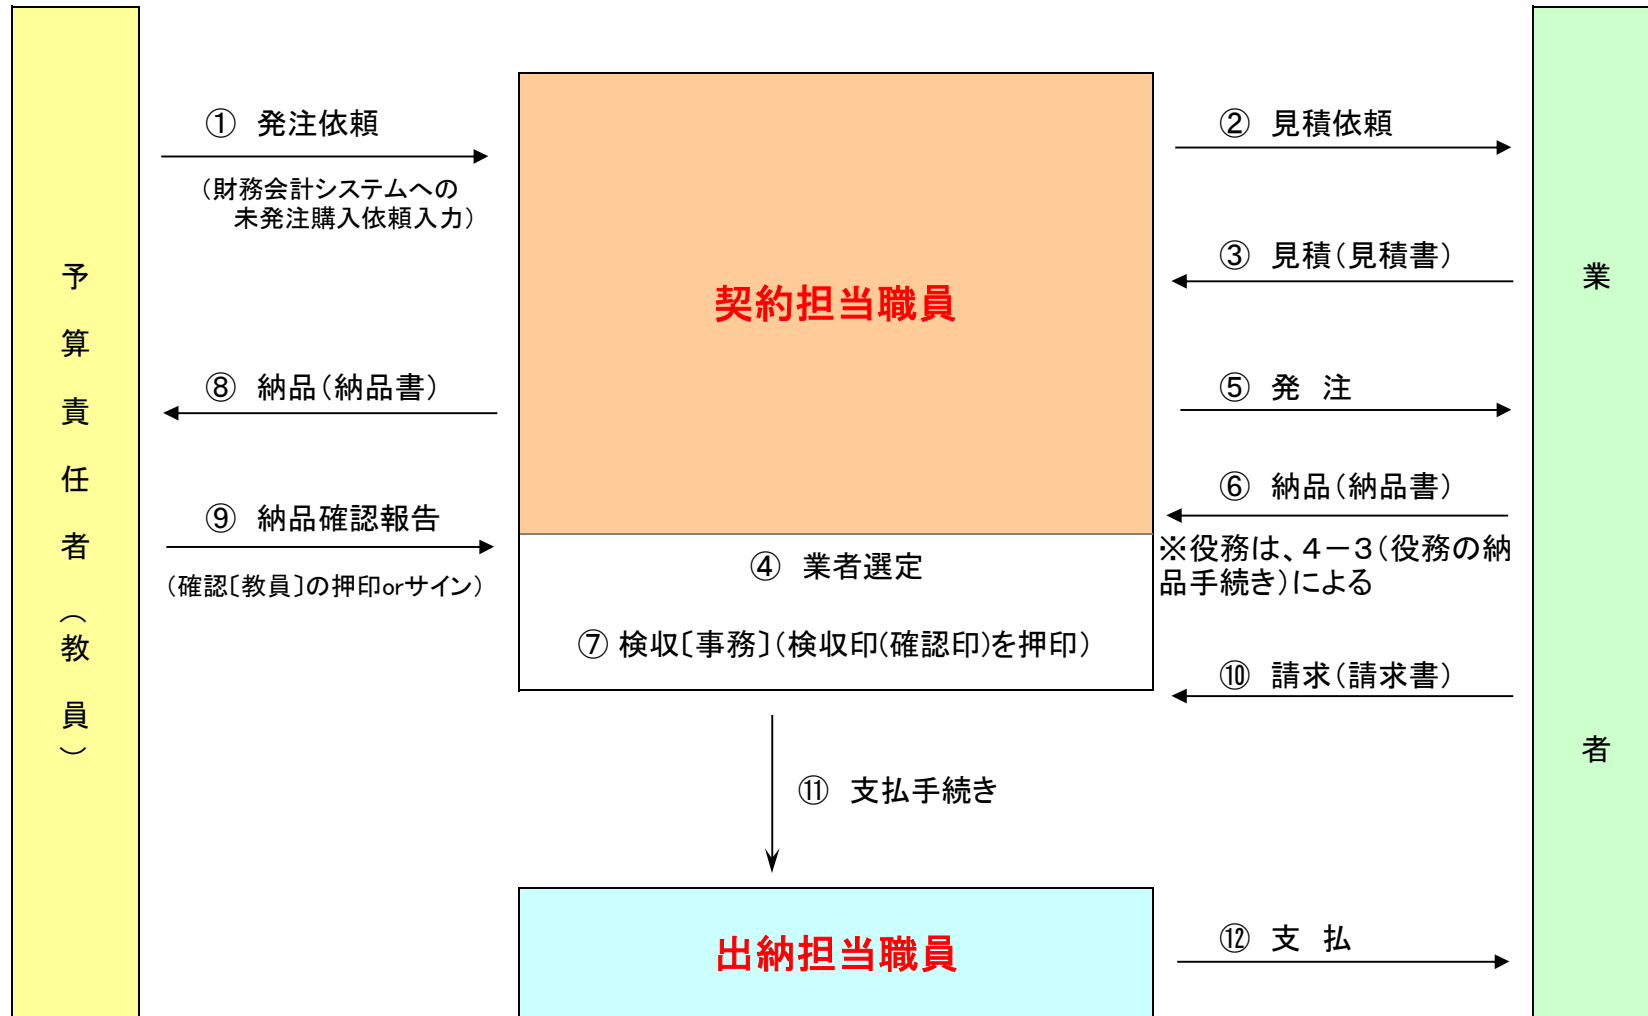 予算責任者（教員）
① 発注依頼
（財務会計システムへの
未発注購入依頼入力）
⑧ 納品（納品書）
⑨ 納品確認報告
（確認〔教員〕の押印orサイン）
契約担当職員
④ 業者選定
⑦ 検収〔事務〕（検収印(確認印)を押印）
⑪ 支払手続き
出納担当職員
② 見積依頼
③ 見積（見積書）
⑤ 発 注
⑥ 納品（納品書）
※役務は、４－３（役務の納
品手続き）による
⑩ 請求（請求書）
⑫ 支 払
業者